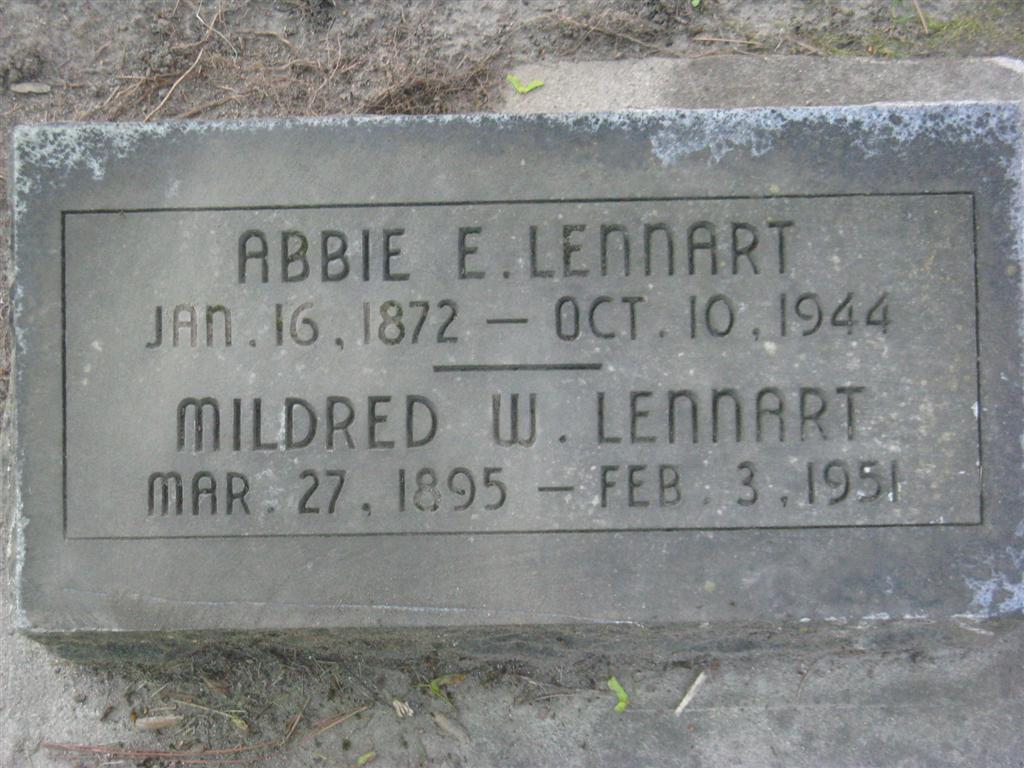 ABBIE E. LENNART
JAN. 16, 1872 — OCT. 10, 1944
MILDRED W. LENNART
MAR. 27, 1895 — FEB. 3, 1951